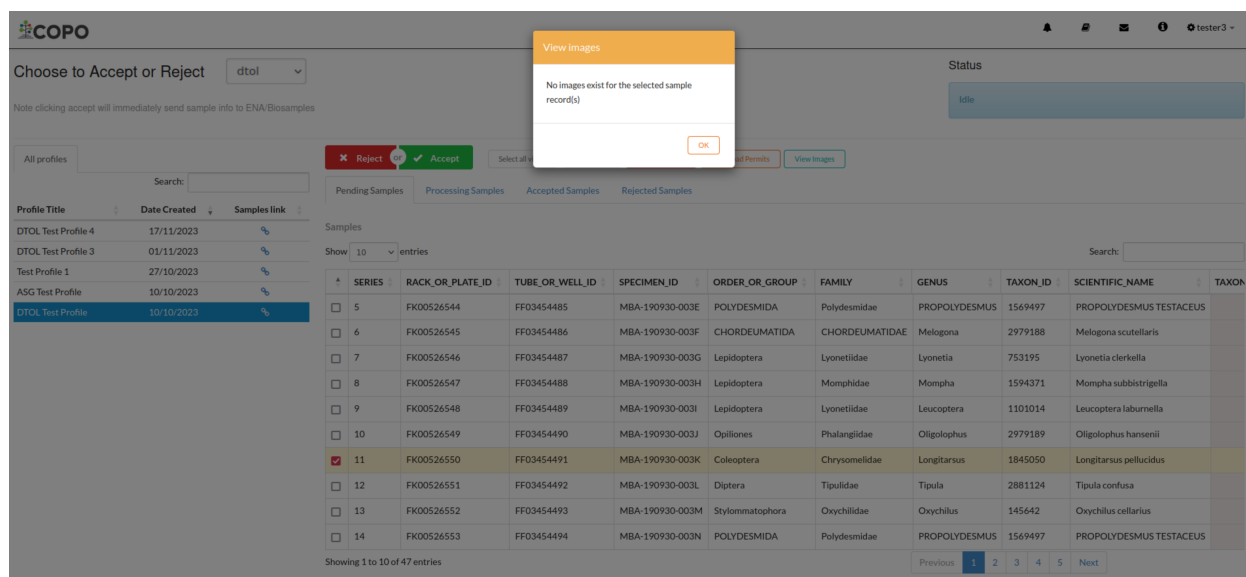 COPO
tester3
View images
No images exist for the selected sample
record(s)
OK
Choose to Accept or Reject
dtol
Note clicking accept will immediately send sample info to ENA/Biosamples
Status
Idle
All profiles
Search:
Profile Title Date Created Samples link
DTOL Test Profile 4 17/11/2023
DTOL Test Profile 3 01/11/2023
Test Profile 1 27/10/2023
ASG Test Profile 10/10/2023
DTOL Test Profile 10/10/2023
Reject or Accept Select all Permits View Images
Pending Samples Processing Samples Accepted Samples Rejected Samples
Samples
Show 10 entries
Search:
SERIES RACK_OR_PLATE_ID TUBE_OR_WELL_ID SPECIMEN_ID ORDER_OR_GROUP FAMILY GENUS TAXON_ID SCIENTIFIC_NAME TAXON
5 FK00526544 FF03454485 MBA-190930-003E POLYDESMIDA Polydesmidae PROPOLYDESMUS 1569497 PROPOLYDESMUS TESTACEUS
6 FK00526545 FF03454486 MBA-190930-003F CHORDEUMATIDA CHORDEUMATIDAE Melogona 2979188 Melogona scutellaris
7 FK00526546 FF03454487 MBA-190930-003G Lepidoptera Lyonetiidae Lyonetia 753195 Lyonetia clerkella
8 FK00526547 FF03454488 MBA-190930-003H Lepidoptera Momphidae Mompha 1594371 Mompha subbistrigella
9 FK00526548 FF03454489 MBA-190930-003I Lepidoptera Lyonetiidae Leucoptera 1101014 Leucoptera laburnella
10 FK00526549 FF03454490 MBA-190930-003J Opiliones Phalangiidae Oligolophus 2979189 Oligolophus hansenii
11 FK00526550 FF03454491 MBA-190930-003K Coleoptera Chrysomelidae Longitarsus 1845050 Longitarsus pellucidus
12 FK00526551 FF03454492 MBA-190930-003L Diptera Tipulidae Tipula 2881124 Tipula confusa
13 FK00526552 FF03454493 MBA-190930-003M Stylommatophora Oxychilidae Oxychilus 145642 Oxychilus cellarius
14 FK00526553 FF03454494 MBA-190930-003N POLYDESMIDA Polydesmidae PROPOLYDESMUS 1569497 PROPOLYDESMUS TESTACEUS
Showing 1 to 10 of 47 entries
Previous 1 2 3 4 5 Next